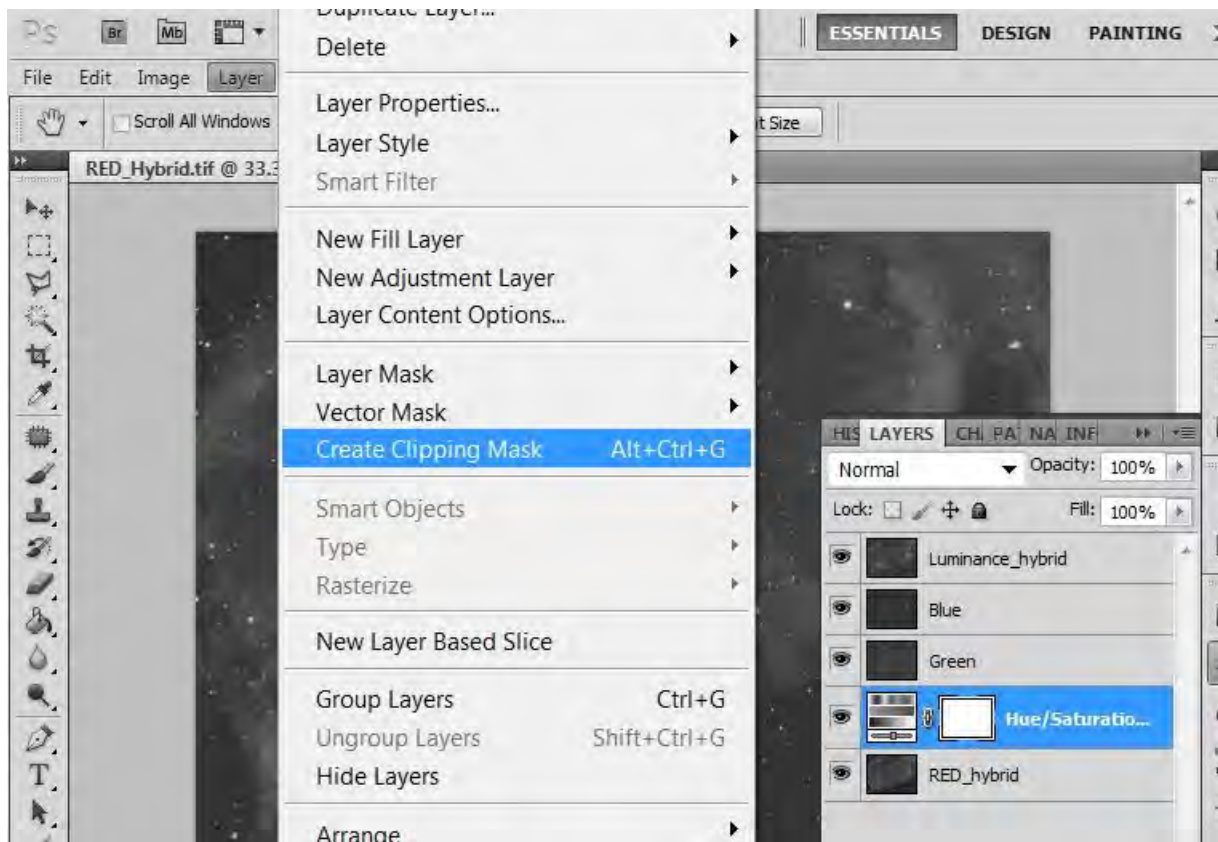 PS Br Mb ESSENTIALS DESIGN PAINTING
File Edit Image Layer
Scroll All Windows
t Size
RED_Hybrid.tif @ 33.3
Duplicate Layer...
Delete
Layer Properties...
Layer Style
Smart Filter
New Fill Layer
New Adjustment Layer
Layer Content Options...
Layer Mask
Vector Mask
Create Clipping Mask Alt+Ctrl+G
Smart Objects
Type
Rasterize
New Layer Based Slice
Group Layers Ctrl+G
Ungroup Layers Shift+Ctrl+G
Hide Layers
Arrange
HIS LAYERS CH PA NA INF
Normal Opacity: 100%
Lock: Fill: 100%
Luminance_hybrid
Blue
Green
Hue/Saturatio...
RED_hybrid